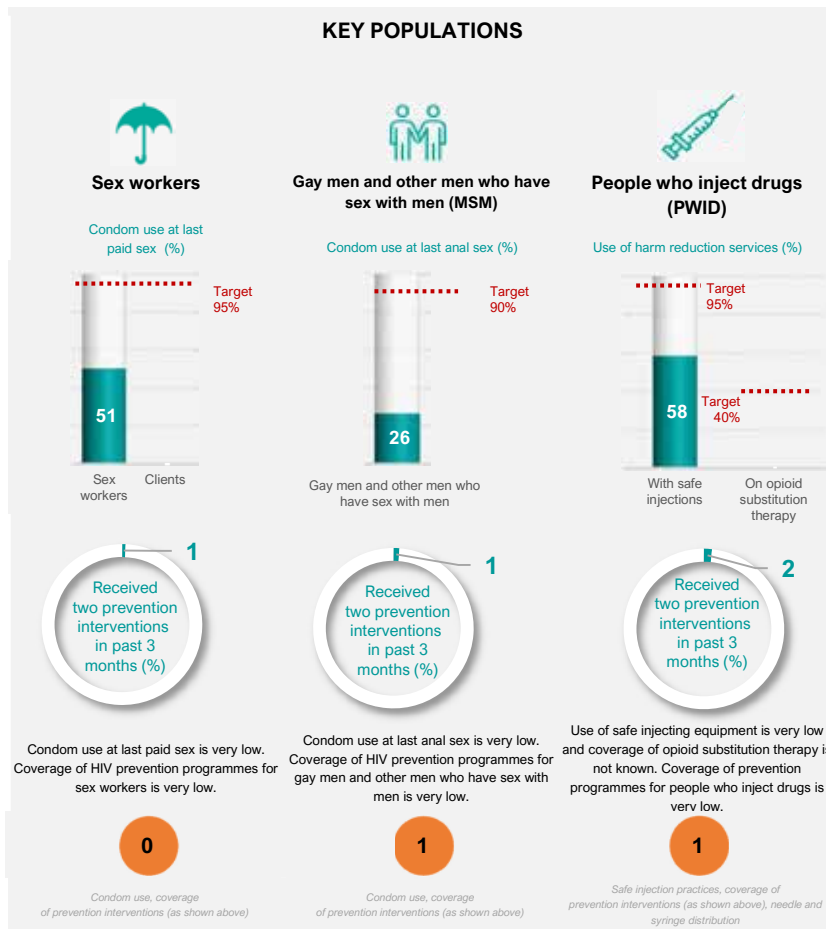 KEY POPULATIONS
Sex workers
Condom use at last
paid sex (%)
Target
95%
51
Sex
workers
Clients
1
Received
two prevention
interventions
in past 3
months (%)
Condom use at last paid sex is very low.
Coverage of HIV prevention programmes for
sex workers is very low.
0
Condom use, coverage
of prevention interventions (as shown above)
Gay men and other men who have
sex with men (MSM)
Condom use at last anal sex (%)
Target
90%
26
Gay men and other men who
have sex with men
1
Received
two prevention
interventions
in past 3
months (%)
Condom use at last anal sex is very low.
Coverage of HIV prevention programmes for
gay men and other men who have sex with
men is very low.
1
Condom use, coverage
of prevention interventions (as shown above)
People who inject drugs
(PWID)
Use of harm reduction services (%)
Target
95%
58
Target
40%
With safe
injections
On opioid
substitution
therapy
2
Received
two prevention
interventions
in past 3
months (%)
Use of safe injecting equipment is very low
and coverage of opioid substitution therapy is
not known. Coverage of prevention
programmes for people who inject drugs is
very low.
1
Safe injection practices, coverage of
prevention interventions (as shown above), needle and
syringe distribution